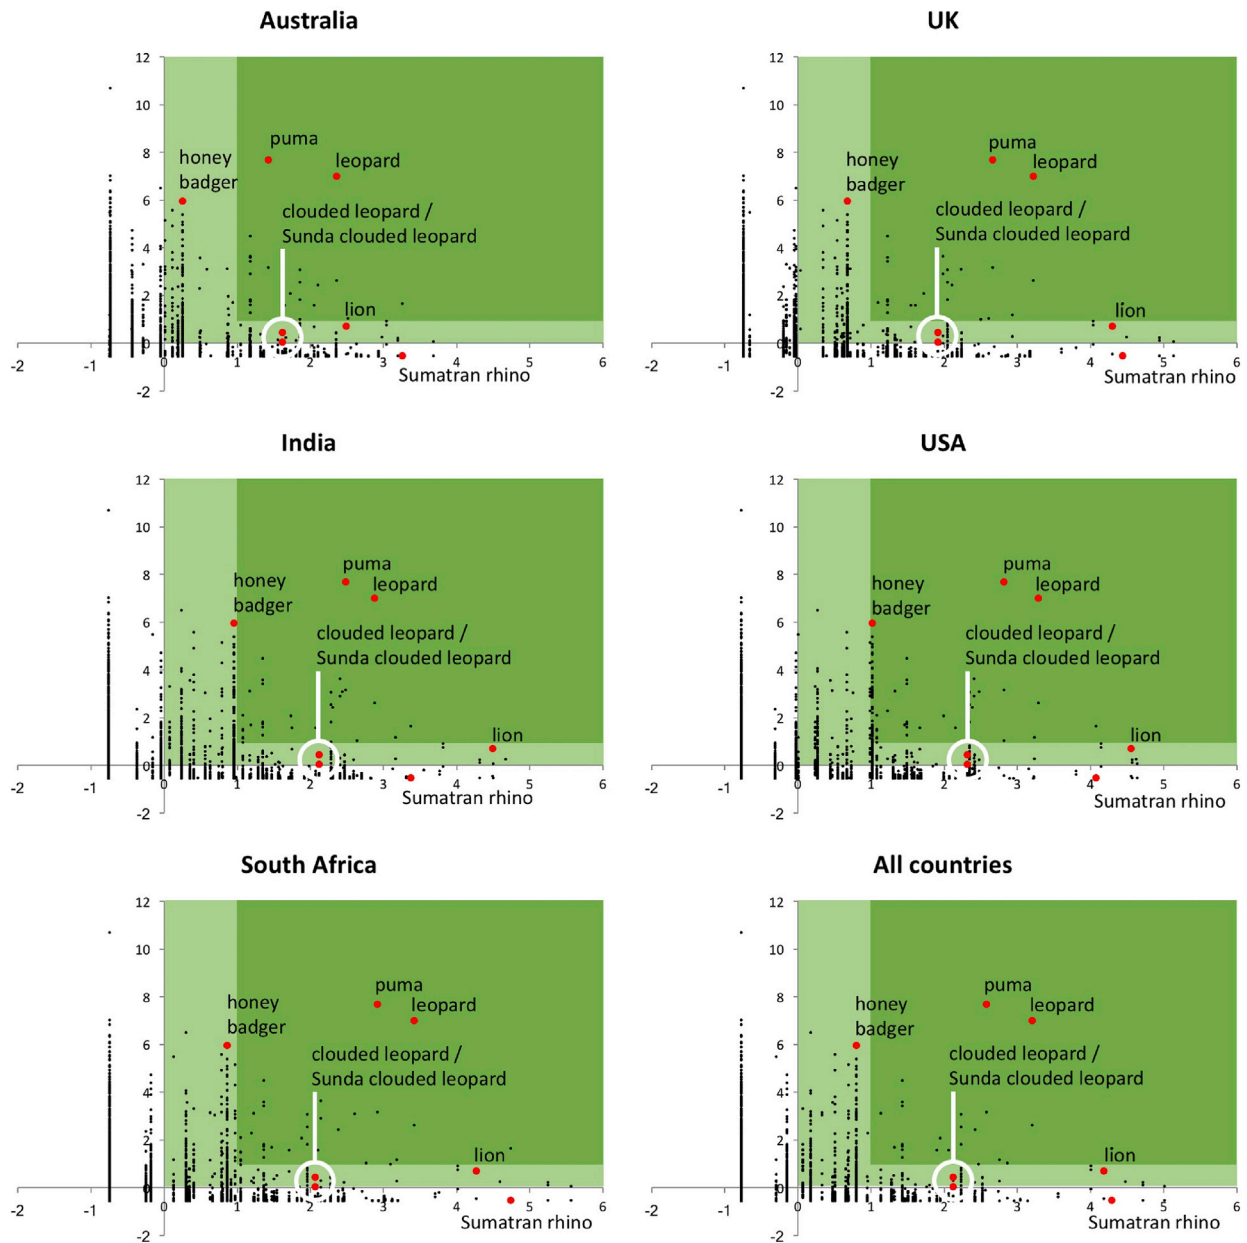 Australia
12
10
8
6
4
2
0
-2
-2
-1
0
1
2
3
4
5
6
honey
badger
puma
leopard
clouded leopard /
Sunda clouded leopard
lion
Sumatran rhino
UK
12
10
8
6
4
2
0
-2
-2
-1
0
1
2
3
4
5
6
honey
badger
puma
leopard
clouded leopard /
Sunda clouded leopard
lion
Sumatran rhino
India
12
10
8
6
4
2
0
-2
-2
-1
0
1
2
3
4
5
6
honey
badger
puma
leopard
clouded leopard /
Sunda clouded leopard
lion
Sumatran rhino
USA
12
10
8
6
4
2
0
-2
-2
-1
0
1
2
3
4
5
6
honey
badger
puma
leopard
clouded leopard /
Sunda clouded leopard
lion
Sumatran rhino
South Africa
12
10
8
6
4
2
0
-2
-2
-1
0
1
2
3
4
5
6
honey
badger
puma
leopard
clouded leopard /
Sunda clouded leopard
lion
Sumatran rhino
All countries
12
10
8
6
4
2
0
-2
-2
-1
0
1
2
3
4
5
6
honey
badger
puma
leopard
clouded leopard /
Sunda clouded leopard
lion
Sumatran rhino